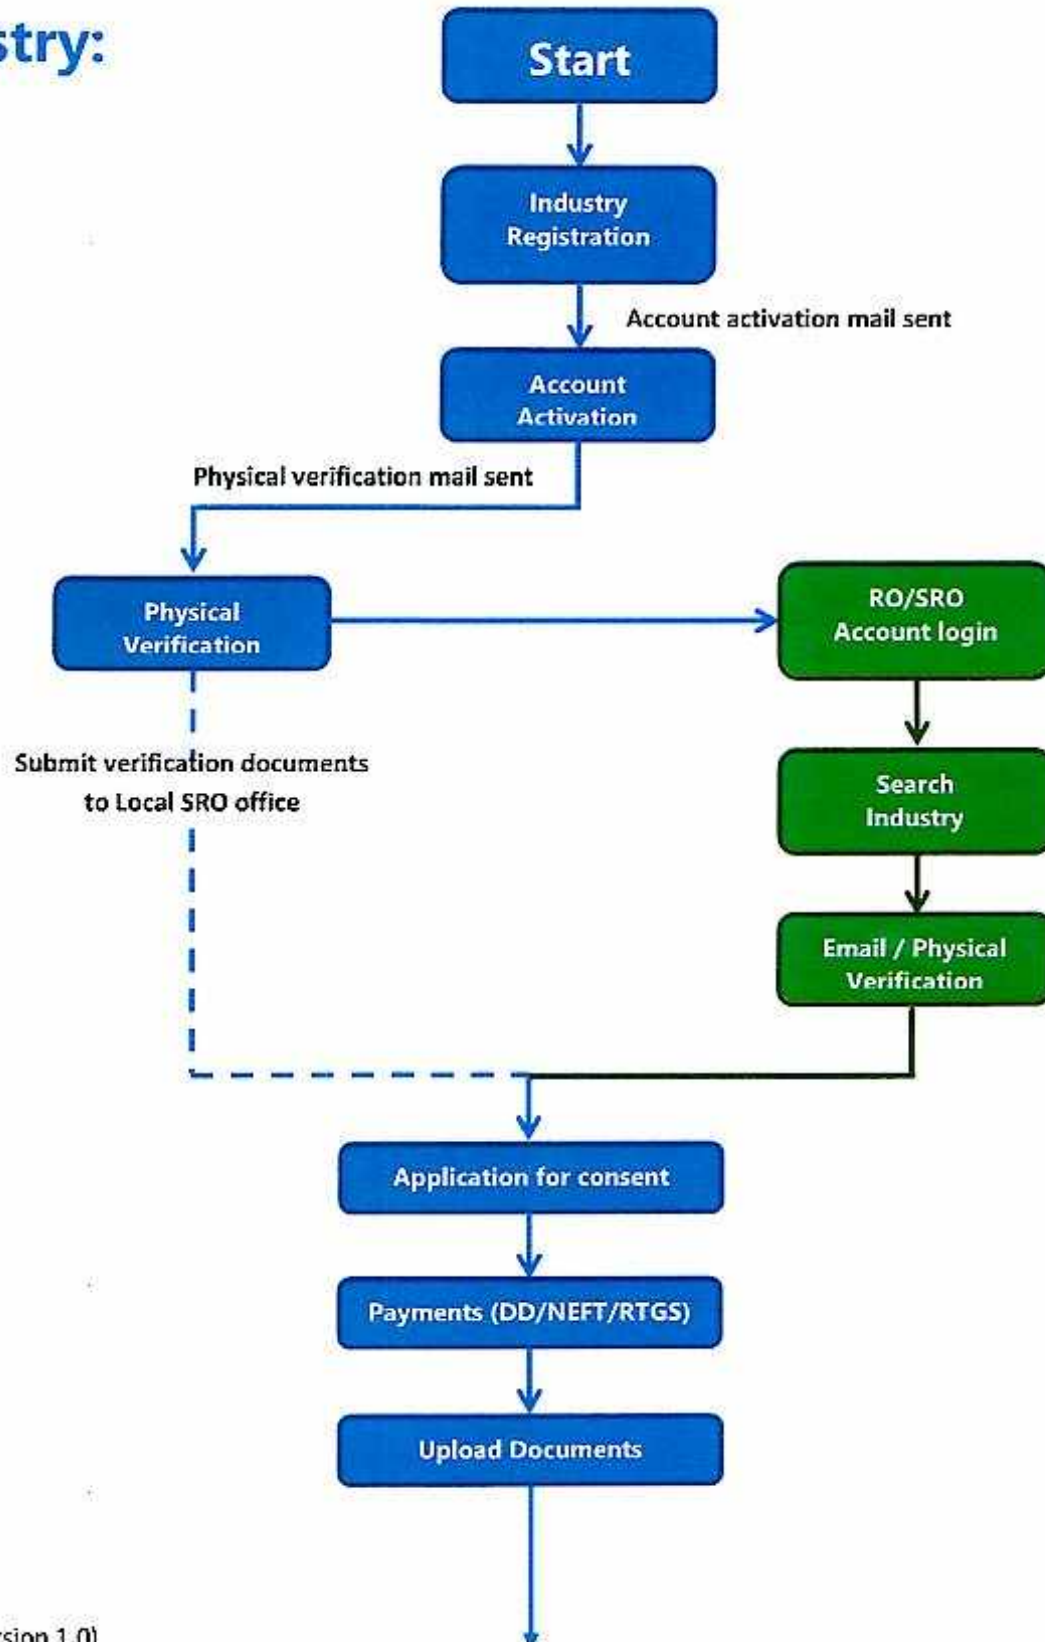 stry:
Start
Industry
Registration
Account activation mail sent
Account
Activation
Physical verification mail sent
Physical
Verification
RO/SRO
Account login
Submit verification documents
to Local SRO office
Search
Industry
Email / Physical
Verification
Application for consent
Payments (DD/NEFT/RTGS)
Upload Documents
rsion 1.0)